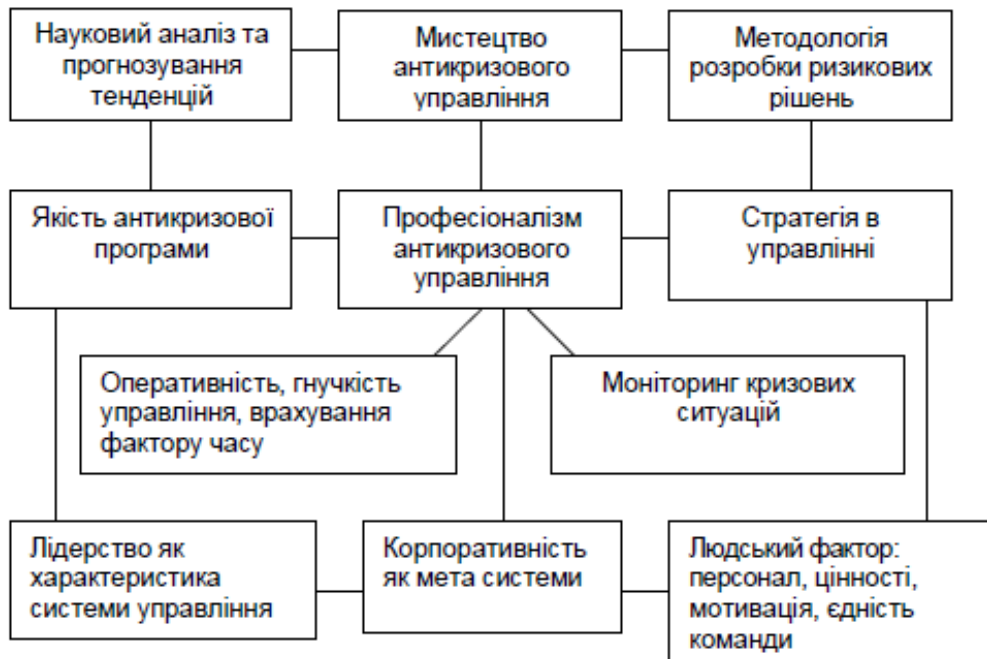 Науковий аналіз та
прогнозування
тенденцій
Мистецтво
антикризового
управління
Методологія
розробки ризикових
рішень
Якість антикризової
програми
Професіоналізм
антикризового
управління
Стратегія в
управлінні
Оперативність, гнучкість
управління, врахування
фактору часу
Моніторинг кризових
ситуацій
Лідерство як
характеристика
системи управління
Корпоративність
як мета системи
Людський фактор:
персонал, цінності,
мотивація, єдність
команди